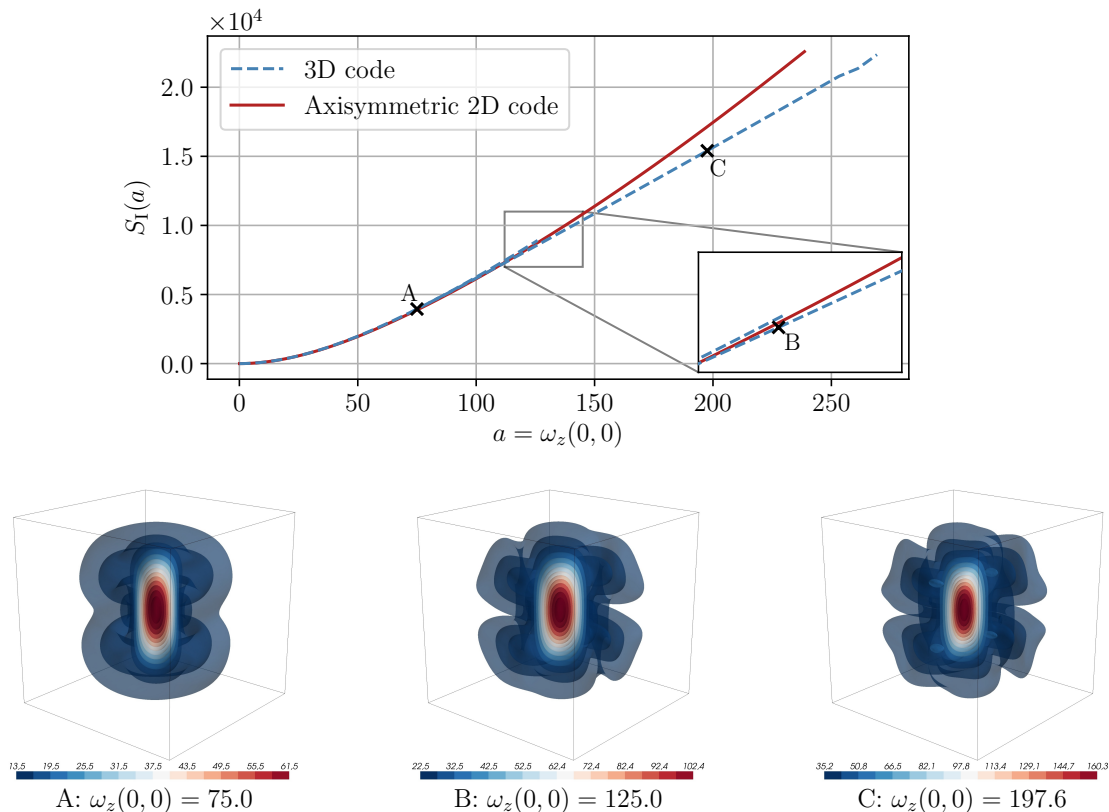 ×10⁴
3D code
Axisymmetric 2D code
2.0
1.5
1.0
0.5
0.0
S_I(a)
A
B
C
0 50 100 150 200 250
a = ω_z(0, 0)
13,5 19,5 25,5 31,5 37,5 43,5 49,5 55,5 61,5
A: ω_z(0, 0) = 75.0
22,5 32,5 42,5 52,4 62,4 72,4 82,4 92,4 102,4
B: ω_z(0, 0) = 125.0
35,2 50,8 66,5 82,1 97,8 113,4 129,1 144,7 160,3
C: ω_z(0, 0) = 197.6